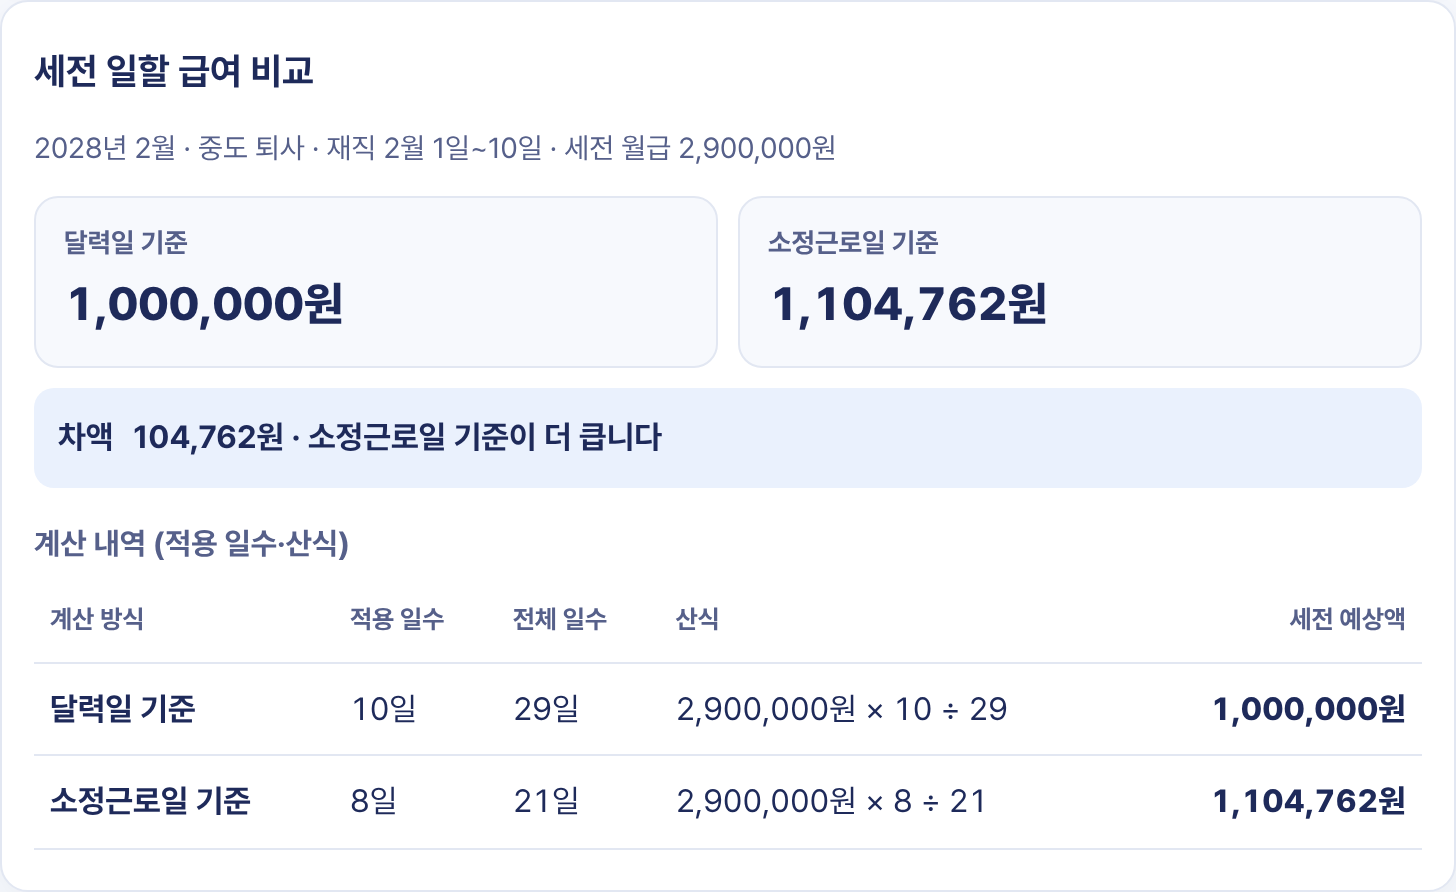 세전 일할 급여 비교
2028년 2월 · 중도 퇴사 · 재직 2월 1일~10일 · 세전 월급 2,900,000원
달력일 기준
1,000,000원
소정근로일 기준
1,104,762원
차액 104,762원 · 소정근로일 기준이 더 큽니다
계산 내역 (적용 일수·산식)
계산 방식 적용 일수 전체 일수 산식 세전 예상액
달력일 기준 10일 29일 2,900,000원 × 10 ÷ 29 1,000,000원
소정근로일 기준 8일 21일 2,900,000원 × 8 ÷ 21 1,104,762원